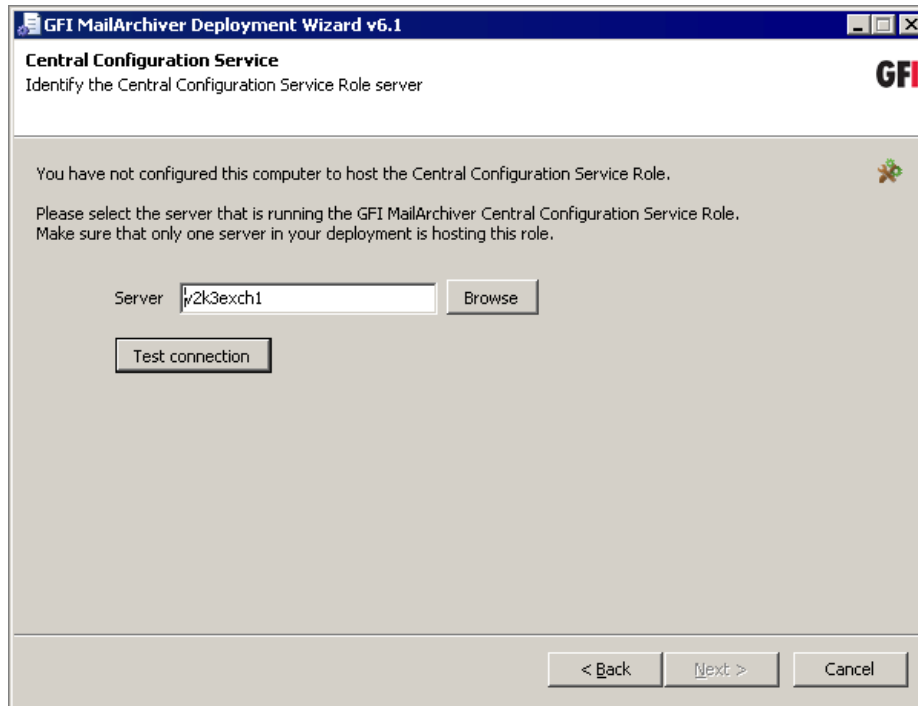 GFI MailArchiver Deployment Wizard v6.1
Central Configuration Service
Identify the Central Configuration Service Role server
GFI
You have not configured this computer to host the Central Configuration Service Role.
Please select the server that is running the GFI MailArchiver Central Configuration Service Role.
Make sure that only one server in your deployment is hosting this role.
Server v2k3exch1 Browse
Test connection
< Back Next > Cancel